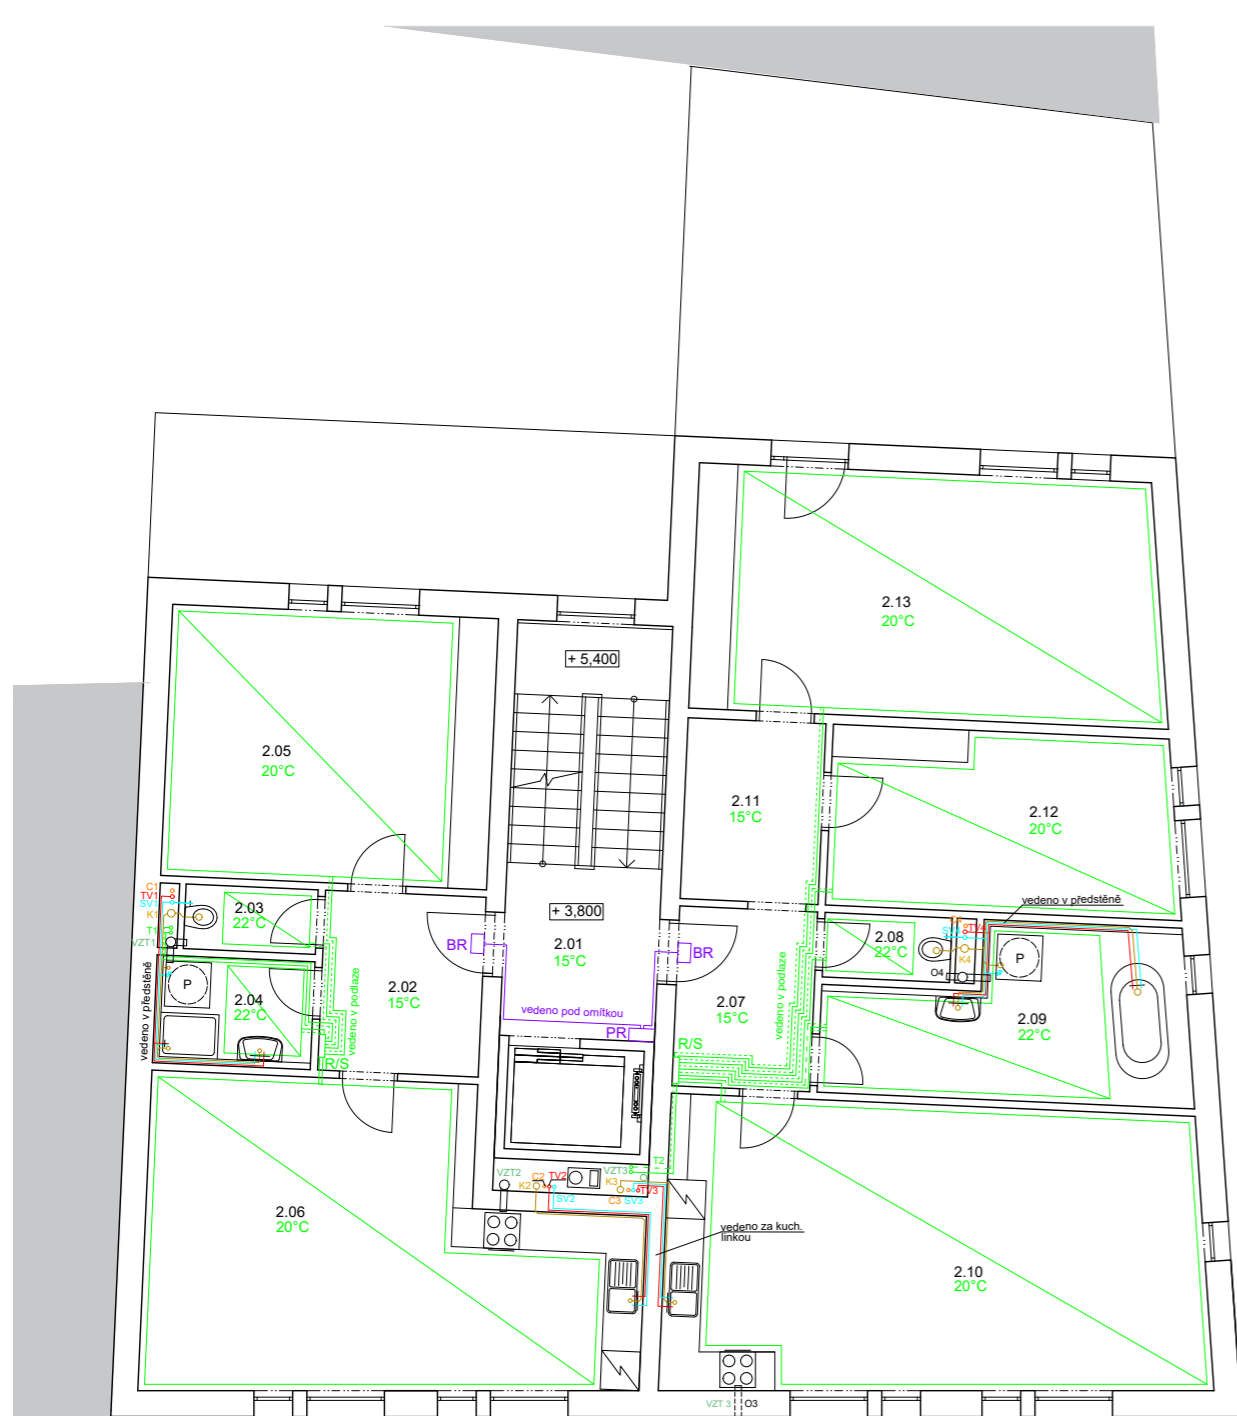 2.13
20°C
+ 5,400
2.05
20°C
2.11
15°C
2.12
20°C
C1
TV1
SV1
K1
T1
VZT1
2.03
22°C
+ 3,800
2.01
15°C
BR
BR
vedeno v předstěně
2.08
22°C
C4
TV4
SV4
K4
O4
P
vedeno v předstěně
P
2.04
22°C
2.02
15°C
vedeno v podlaze
vedeno pod omítkou
PR
2.07
15°C
vedeno v podlaze
2.09
22°C
R/S
R/S
VZT2
C2
TV2
K2
SV2
VZT3
T2
K3
C3
SV3
TV3
2.06
20°C
vedeno za kuch.
linkou
2.10
20°C
VZT 3
O3